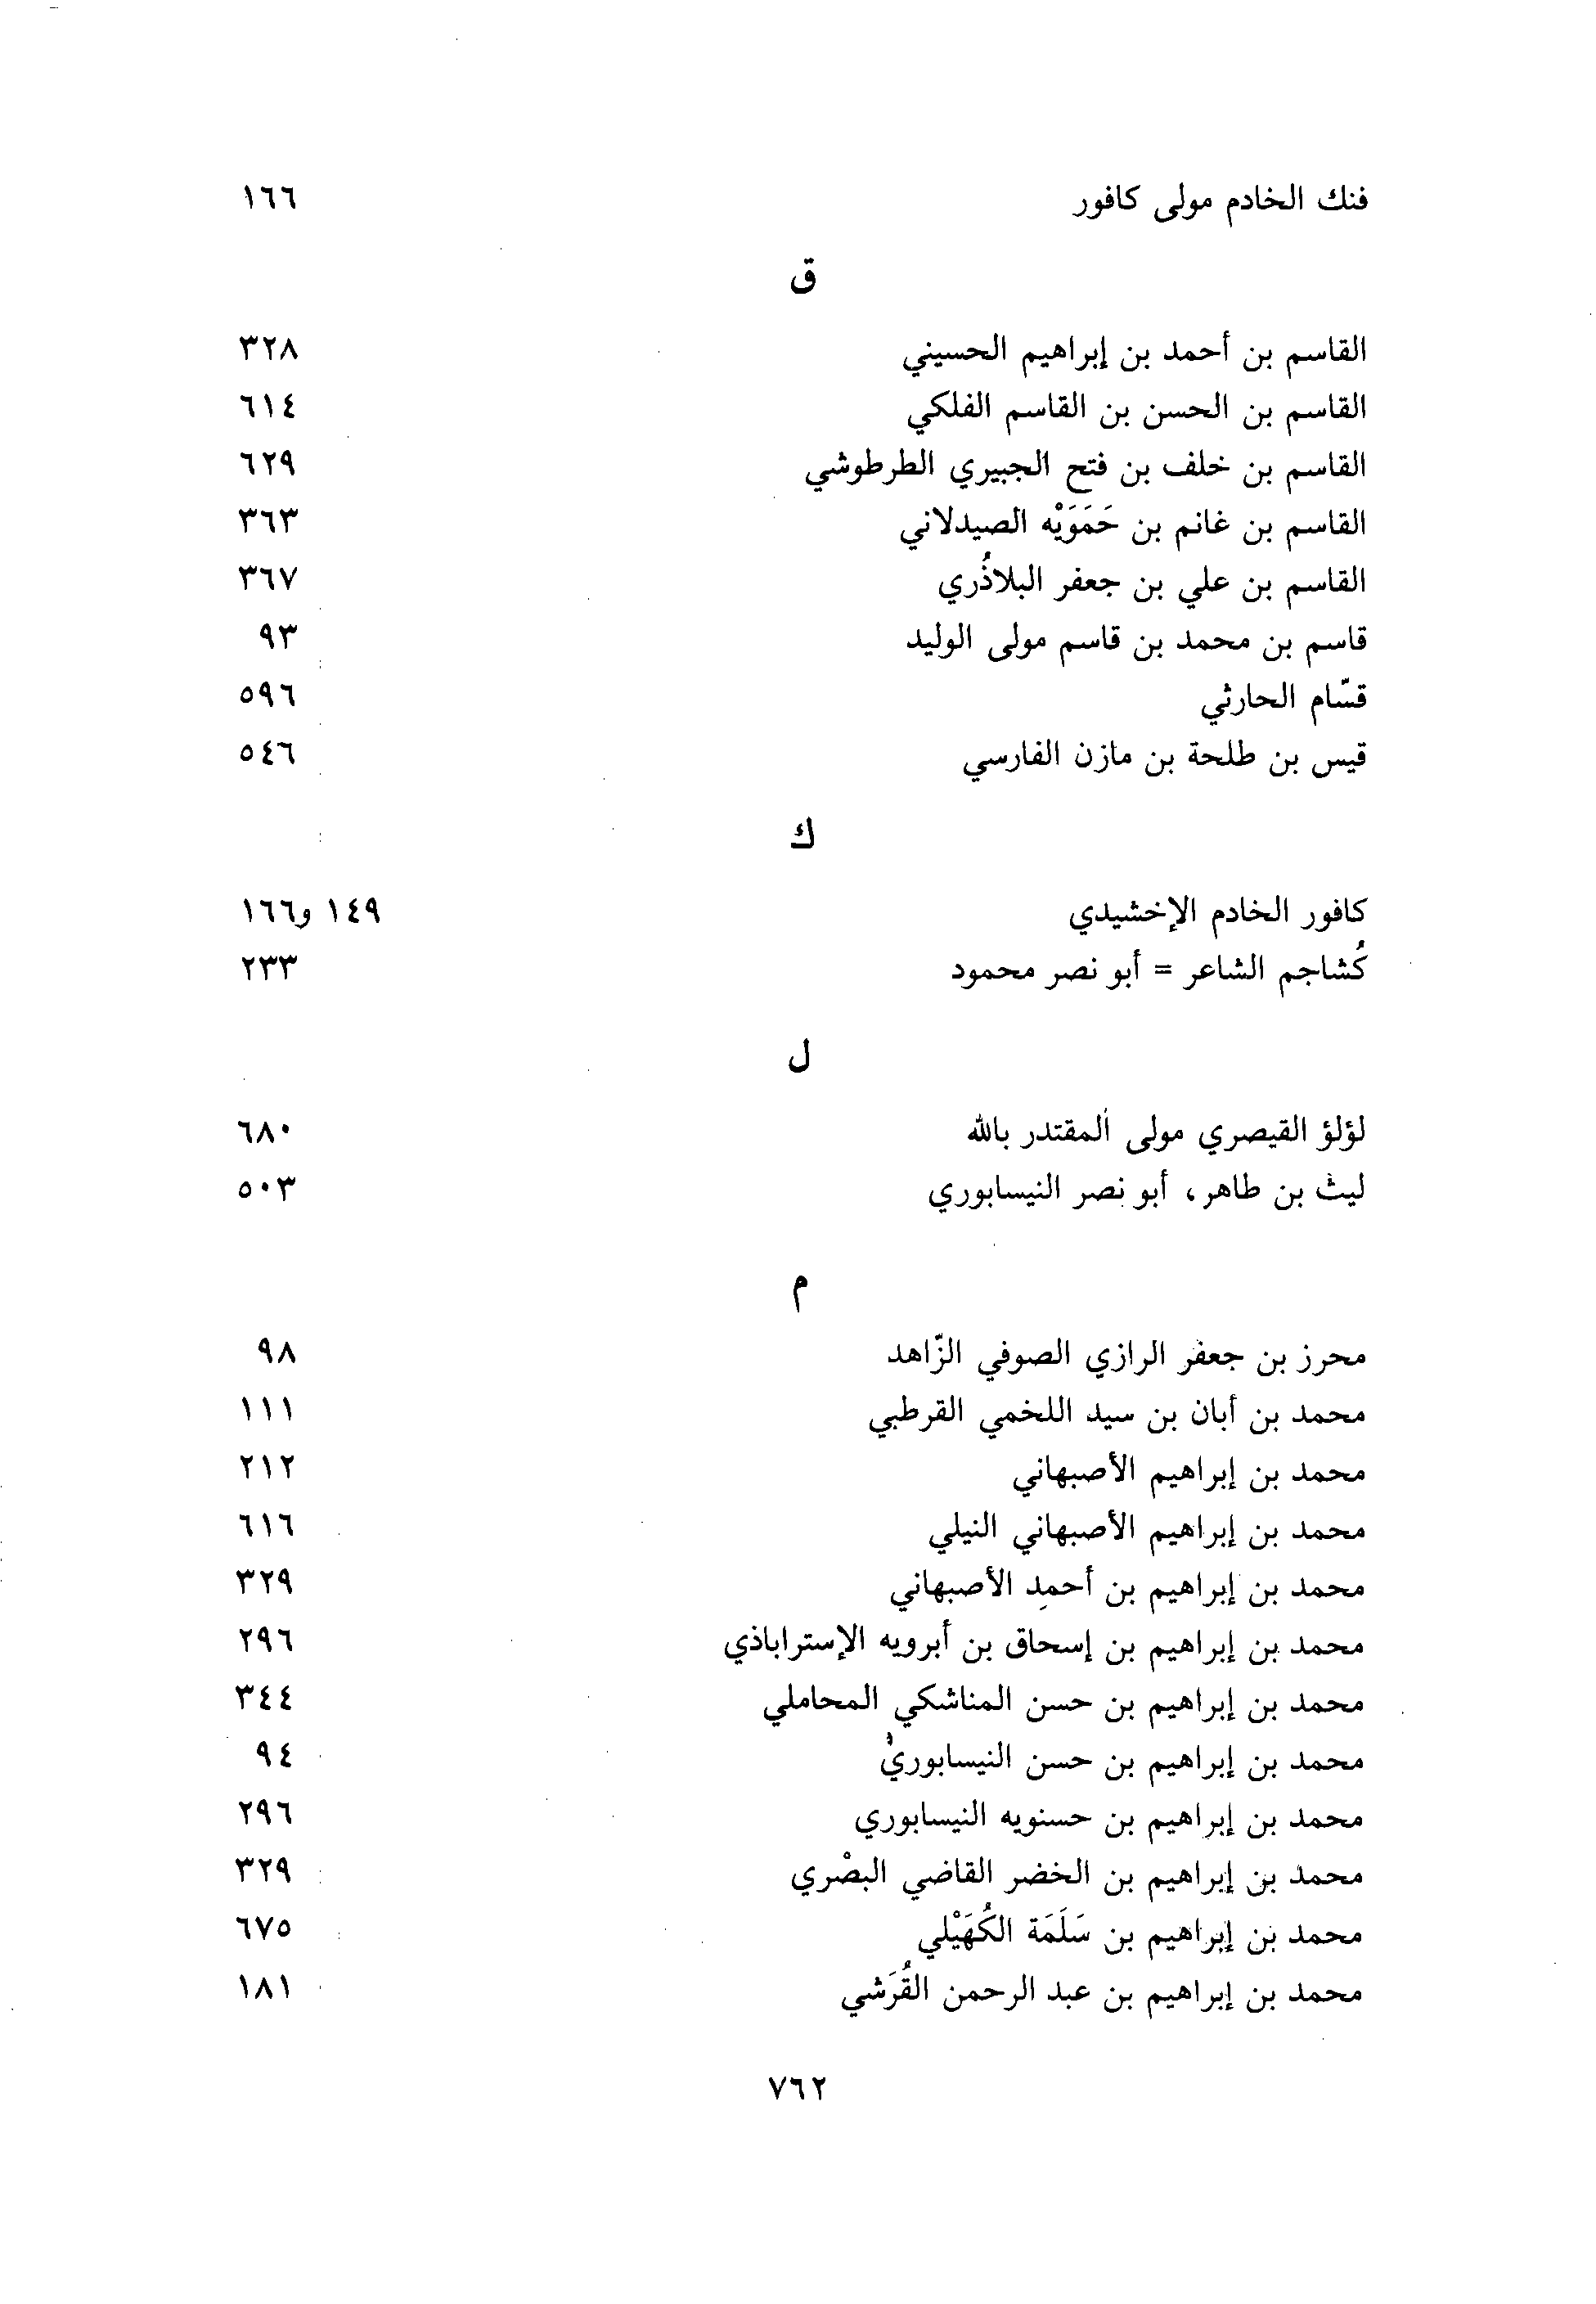 فنك الخادم مولى كافور ١٦٦
ق
القاسم بن أحمد بن إبراهيم الحسيني ٣٢٨
القاسم بن الحسن بن القاسم الفلكي ٦١٤
القاسم بن خلف بن فتح الجبيري الطرطوشي ٦٢٩
القاسم بن غانم بن حَمَوَيْه الصيدلاني ٣٦٣
القاسم بن علي بن جعفر البلاذُري ٣٦٧
قاسم بن محمد بن قاسم مولى الوليد ٩٣
قسّام الحارثي ٥٩٦
قيس بن طلحة بن مازن الفارسي ٥٤٦
ك
كافور الخادم الإخشيدي ١٤٩ و١٦٦
كُشاجم الشاعر = أبو نصر محمود ٢٣٣
ل
لؤلؤ القيصري مولى المقتدر بالله ٦٨٠
ليث بن طاهر، أبو نصر النيسابوري ٥٠٣
م
محرز بن جعفر الرازي الصوفي الزّاهد ٩٨
محمد بن أبان بن سيد اللخمي القرطبي ١١١
محمد بن إبراهيم الأصبهاني ٢١٢
محمد بن إبراهيم الأصبهاني النيلي ٦١٦
محمد بن إبراهيم بن أحمد الأصبهاني ٣٢٩
محمد بن إبراهيم بن إسحاق بن أبرويه الإستراباذي ٢٩٦
محمد بن إبراهيم بن حسن المناشكي المحاملي ٣٤٤
محمد بن إبراهيم بن حسن النيسابوري ٩٤
محمد بن إبراهيم بن حسنويه النيسابوري ٢٩٦
محمد بن إبراهيم بن الخضر القاضي البصْري ٣٢٩
محمد بن إبراهيم بن سَلَمَة الكُهَيْلي ٦٧٥
محمد بن إبراهيم بن عبد الرحمن القُرَشي ١٨١
٧٦٢